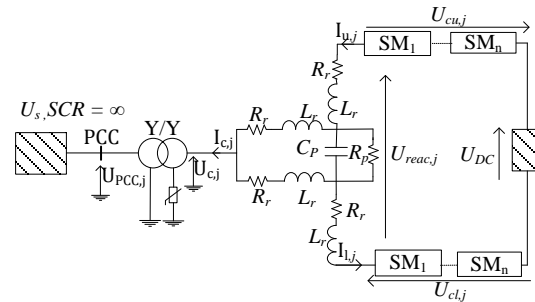 U_cu,j
I_u,j
SM_1
SM_n
R_r
L_r
U_s,SCR = ∞
Y/Y
PCC
I_c,j
R_r
L_r
C_P
R_p
U_reac,j
U_DC
U_PCC,j
U_c,j
R_r
L_r
R_r
L_r
I_l,j
SM_1
SM_n
U_cl,j